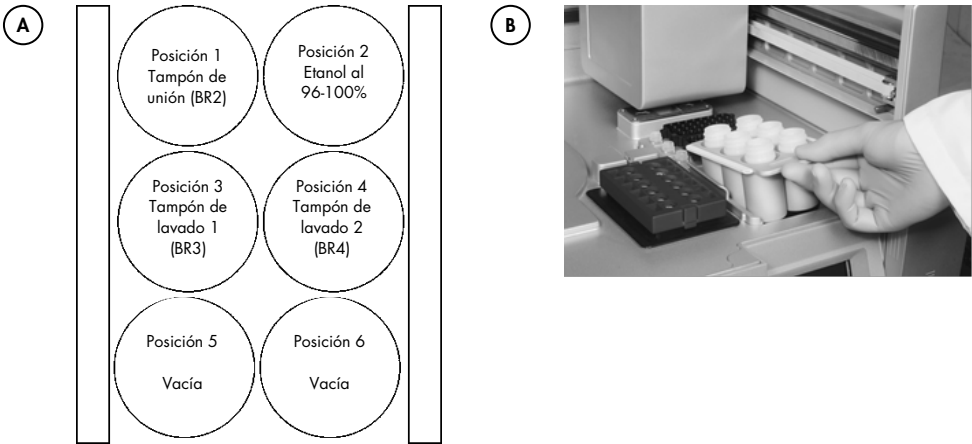 A
Posición 1
Tampón de
unión (BR2)
Posición 2
Etanol al
96-100%
Posición 3
Tampón de
lavado 1
(BR3)
Posición 4
Tampón de
lavado 2
(BR4)
Posición 5
Vacía
Posición 6
Vacía
B